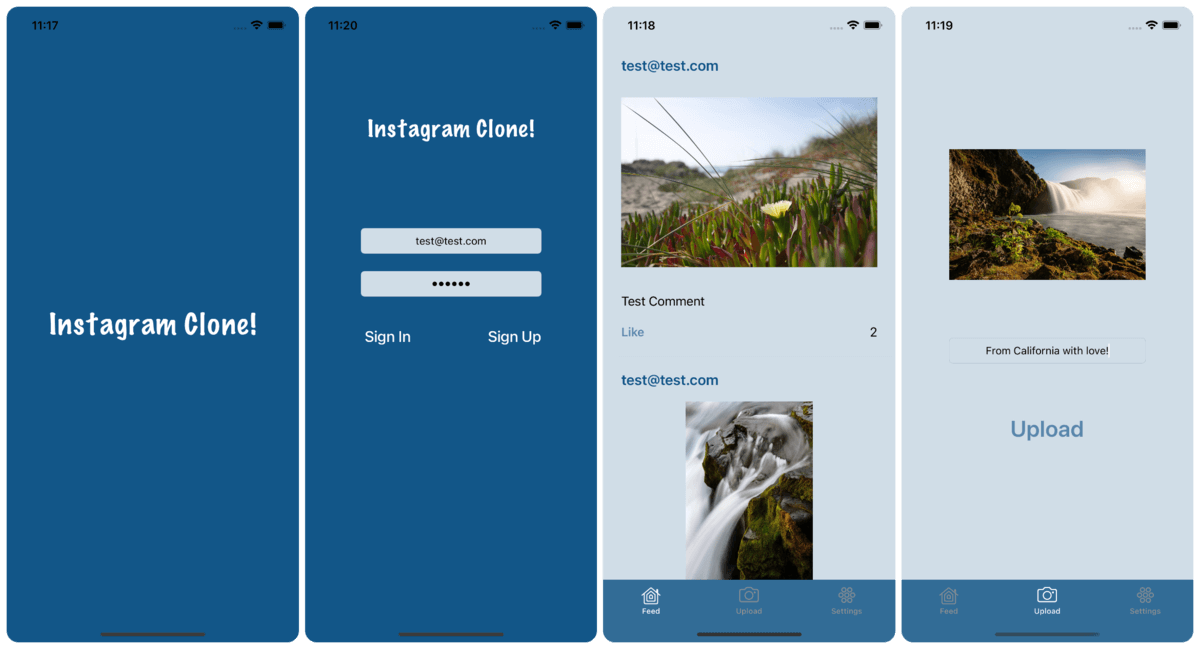 11:17
Instagram Clone!
11:20
Instagram Clone!
test@test.com
••••••
Sign In Sign Up
11:18
test@test.com
Test Comment
Like 2
test@test.com
Feed Upload Settings
11:19
From California with love!
Upload
Feed Upload Settings